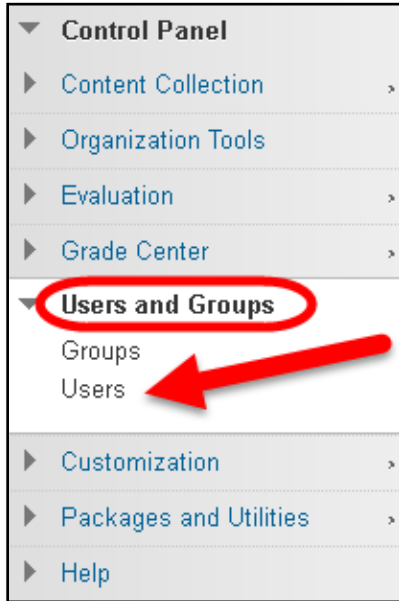 Control Panel
Content Collection
Organization Tools
Evaluation
Grade Center
Users and Groups
Groups
Users
Customization
Packages and Utilities
Help